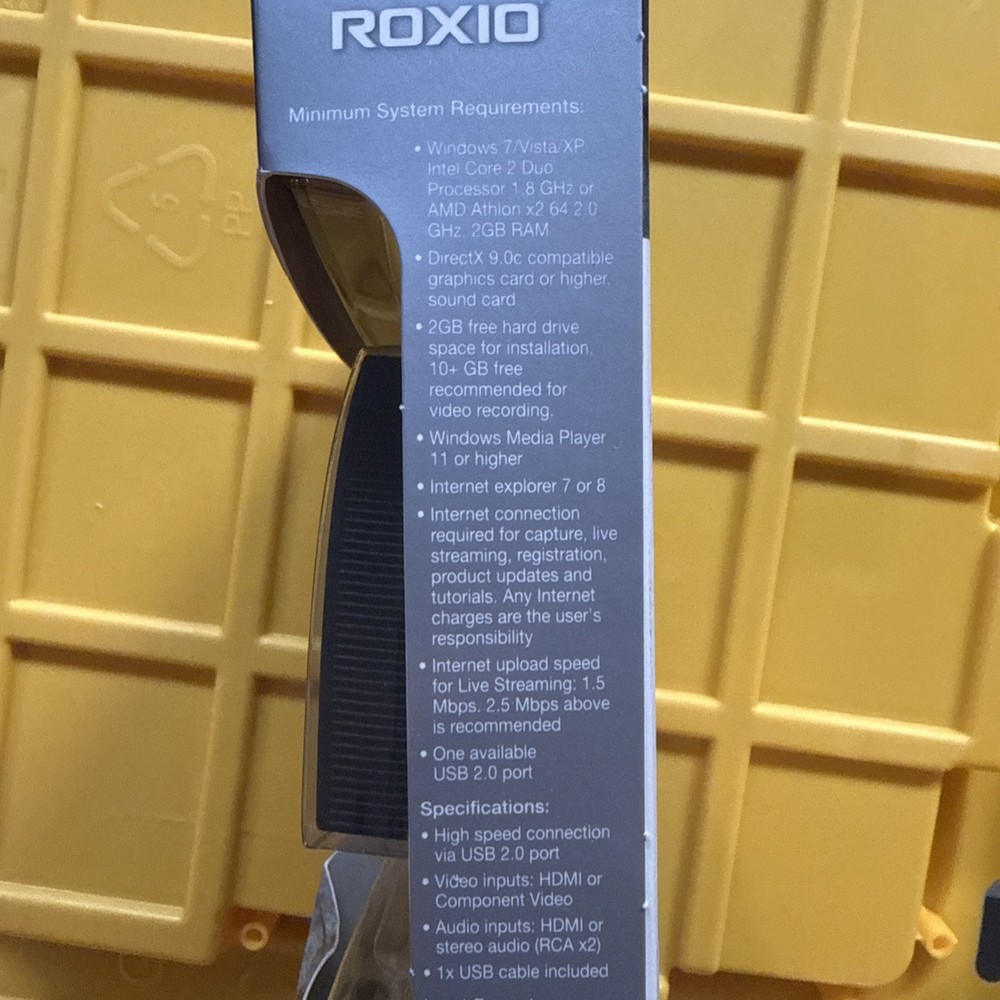 ROXIO
Minimum System Requirements:
• Windows 7/Vista/XP,
Intel Core 2 Duo
Processor 1.8 GHz or
AMD Athlon x2 64 2.0
GHz, 2GB RAM
• DirectX 9.0c compatible
graphics card or higher,
sound card
• 2GB free hard drive
space for installation,
10+ GB free
recommended for
video recording.
• Windows Media Player
11 or higher
• Internet explorer 7 or 8
• Internet connection
required for capture, live
streaming, registration,
product updates and
tutorials. Any Internet
charges are the user's
responsibility
• Internet upload speed
for Live Streaming: 1.5
Mbps. 2.5 Mbps above
is recommended
• One available
USB 2.0 port
Specifications:
• High speed connection
via USB 2.0 port
• Video inputs: HDMI or
Component Video
• Audio inputs: HDMI or
stereo audio (RCA x2)
• 1x USB cable included
5
PP